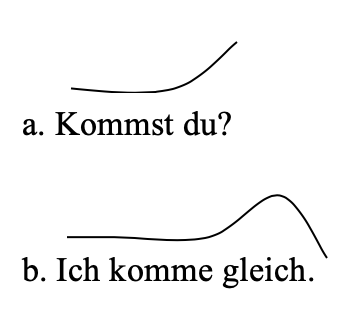 a. Kommst du?
b. Ich komme gleich.